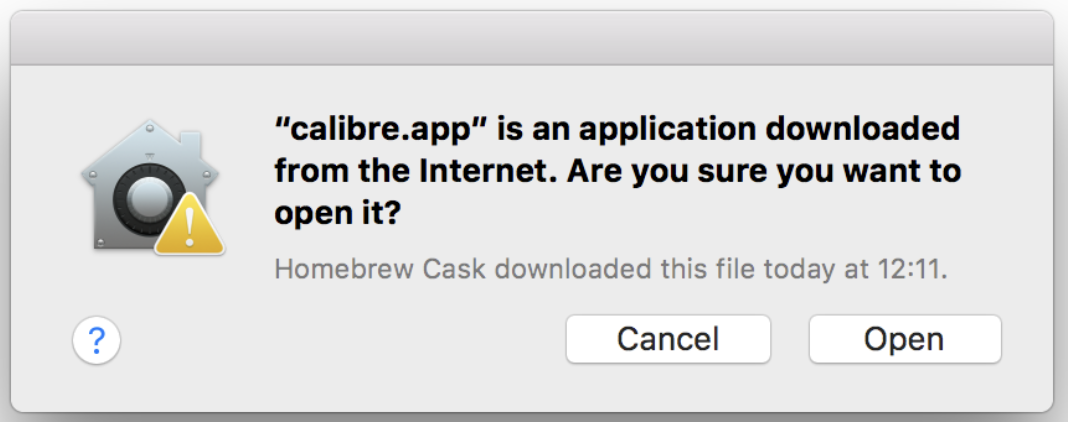 “calibre.app” is an application downloaded
from the Internet. Are you sure you want to
open it?
Homebrew Cask downloaded this file today at 12:11.
?
Cancel
Open